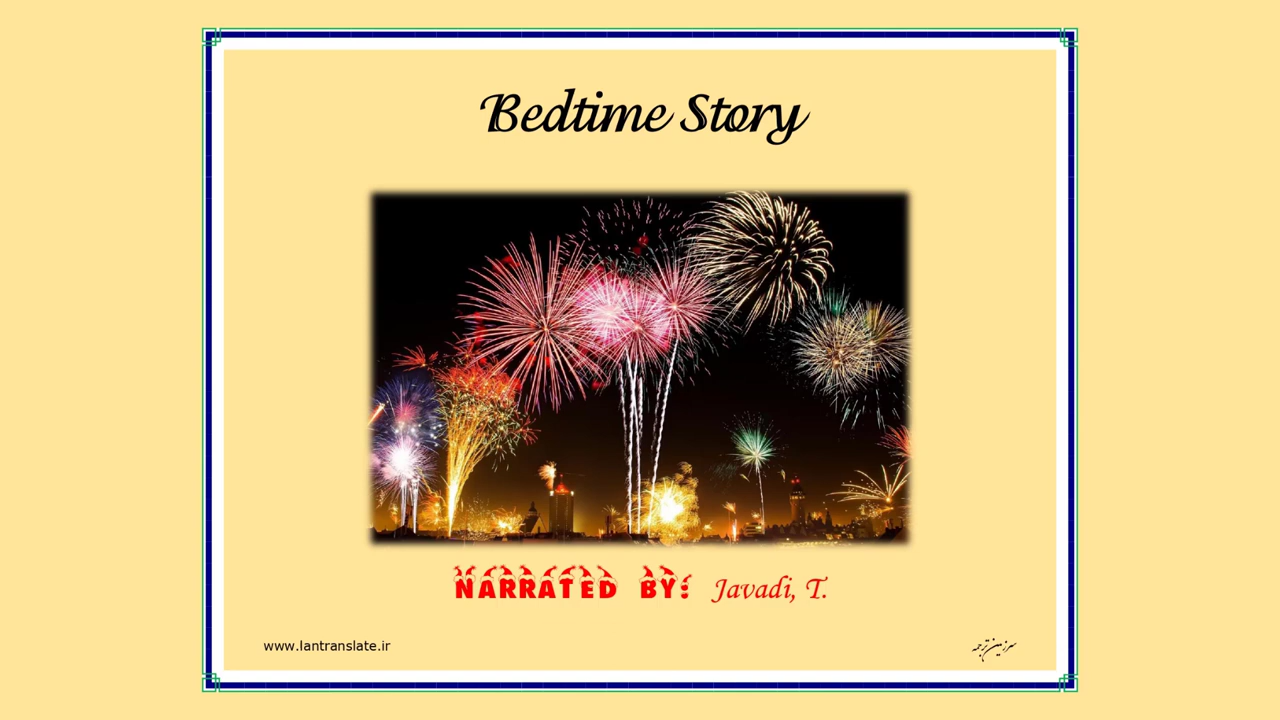 Bedtime Story
NARRATED BY: Javadi, T.
www.lantranslate.ir
سرزمین ترجمه